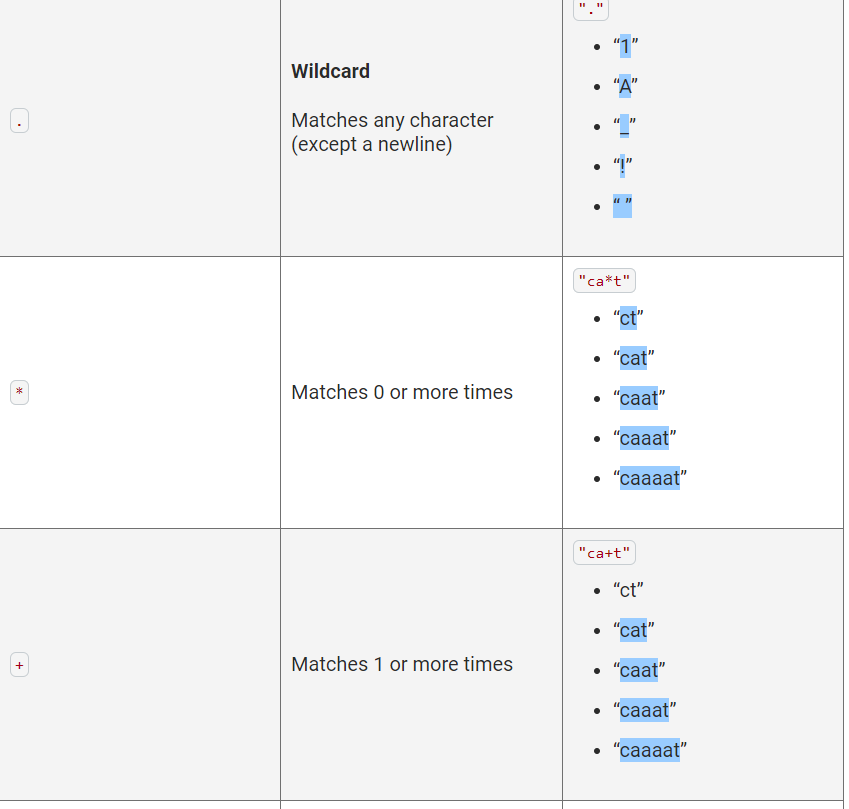 "."
“1”
“A”
“_”
“!”
“ ”
.
Wildcard
Matches any character
(except a newline)
"ca*t"
“ct”
“cat”
“caat”
“caaat”
“caaaat”
*
Matches 0 or more times
"ca+t"
“ct”
“cat”
“caat”
“caaat”
“caaaat”
+
Matches 1 or more times